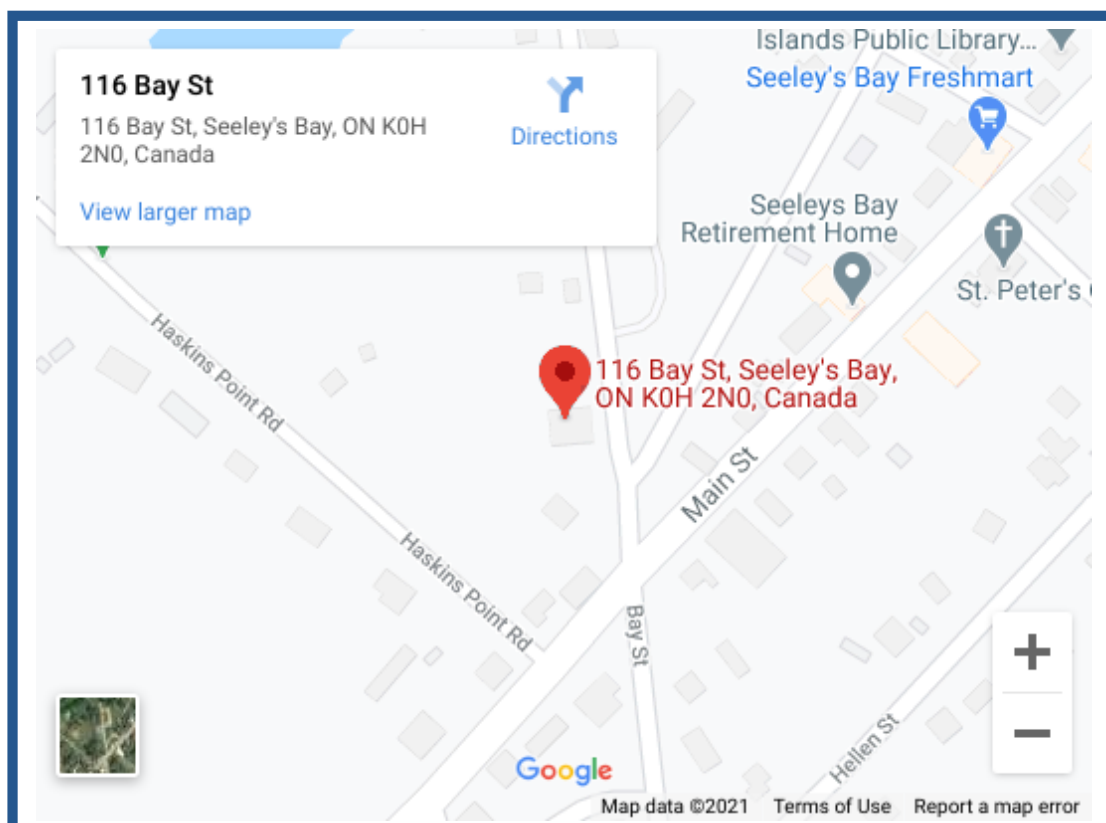 116 Bay St
116 Bay St, Seeley's Bay, ON K0H
2N0, Canada
Directions
View larger map
Islands Public Library...
Seeley's Bay Freshmart
Seeleys Bay
Retirement Home
St. Peter's
116 Bay St, Seeley's Bay,
ON K0H 2N0, Canada
Haskins Point Rd
Main St
Haskins Point Rd
Bay St
Hellen St
Google
Map data ©2021 Terms of Use Report a map error